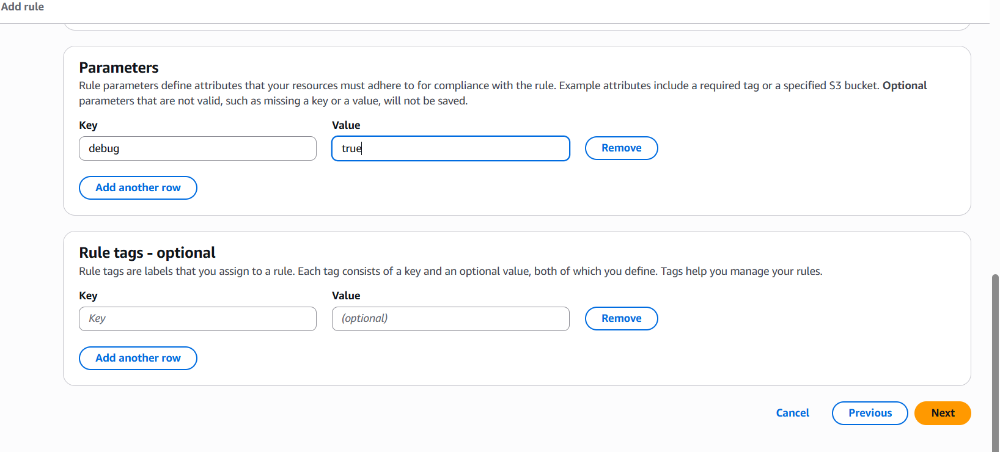 Add rule
Parameters
Rule parameters define attributes that your resources must adhere to for compliance with the rule. Example attributes include a required tag or a specified S3 bucket. Optional
parameters that are not valid, such as missing a key or a value, will not be saved.
Key Value
debug true Remove
Add another row
Rule tags - optional
Rule tags are labels that you assign to a rule. Each tag consists of a key and an optional value, both of which you define. Tags help you manage your rules.
Key Value
Key (optional) Remove
Add another row
Cancel Previous Next